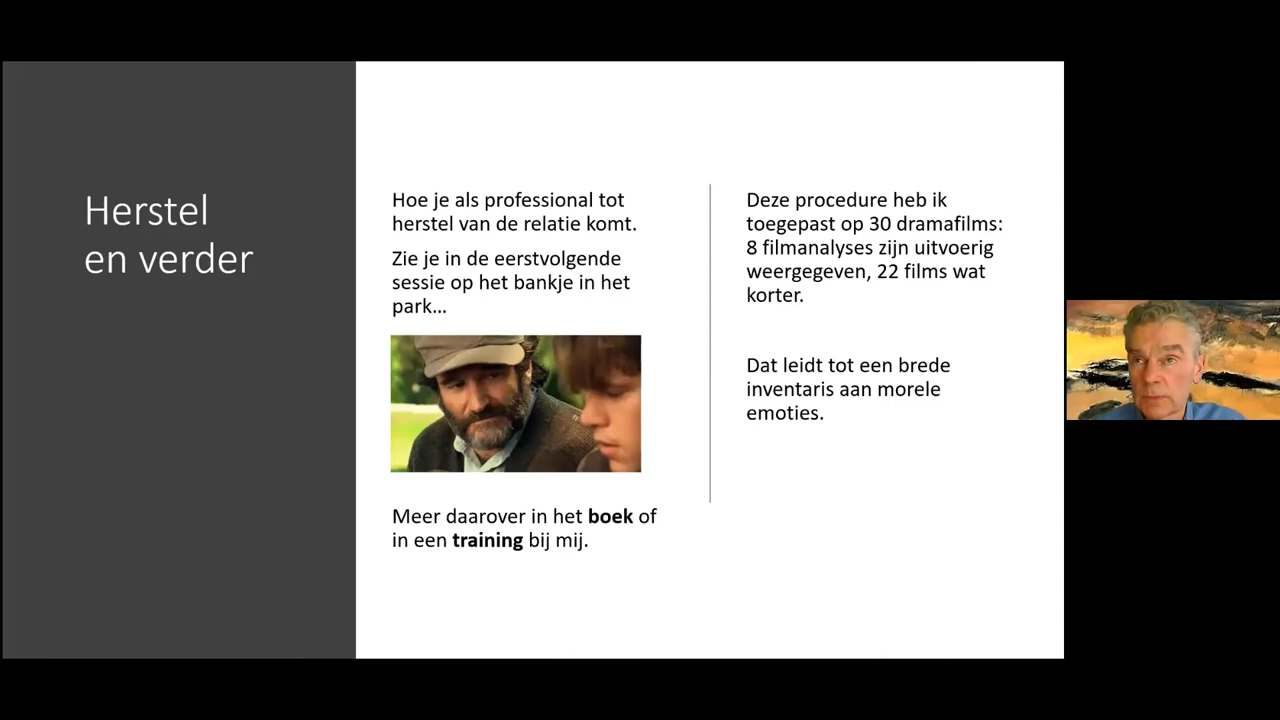 Herstel
en verder
Hoe je als professional tot
herstel van de relatie komt.
Zie je in de eerstvolgende
sessie op het bankje in het
park...
Meer daarover in het boek of
in een training bij mij.
Deze procedure heb ik
toegepast op 30 dramafilms:
8 filmanalyses zijn uitvoerig
weergegeven, 22 films wat
korter.
Dat leidt tot een brede
inventaris aan morele
emoties.